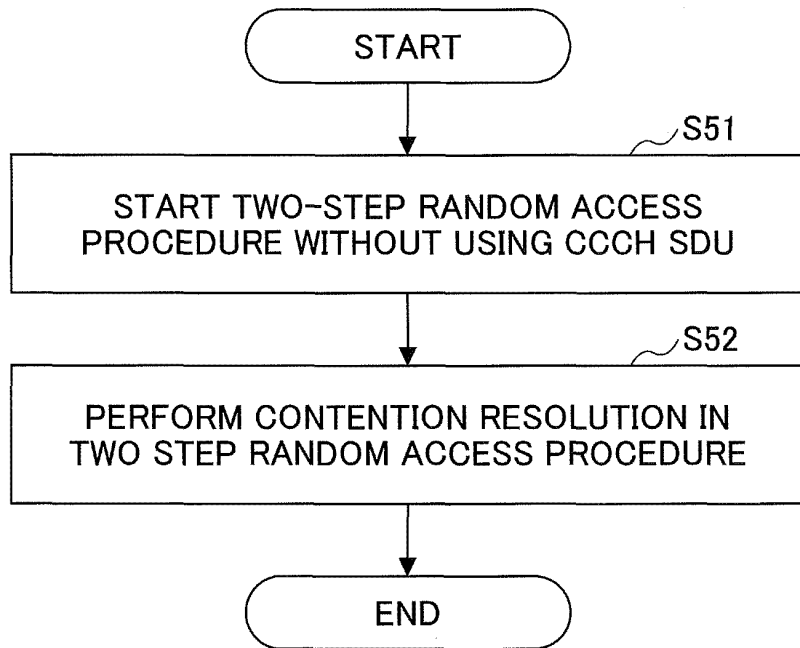 START
S51
START TWO-STEP RANDOM ACCESS
PROCEDURE WITHOUT USING CCCH SDU
S52
PERFORM CONTENTION RESOLUTION IN
TWO STEP RANDOM ACCESS PROCEDURE
END